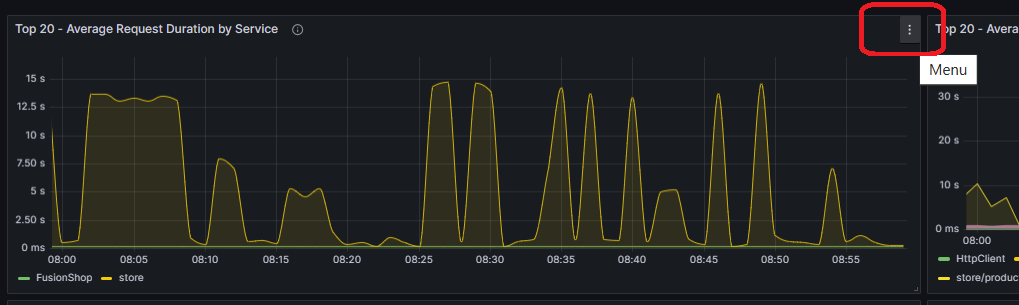 Top 20 - Average Request Duration by Service
Top 20 - Avera
Menu
15 s
12.5 s
10 s
7.50 s
5 s
2.50 s
0 ms
08:00
08:05
08:10
08:15
08:20
08:25
08:30
08:35
08:40
08:45
08:50
08:55
FusionShop
store
30 s
20 s
10 s
0 ms
08:00
HttpClient
store/produc